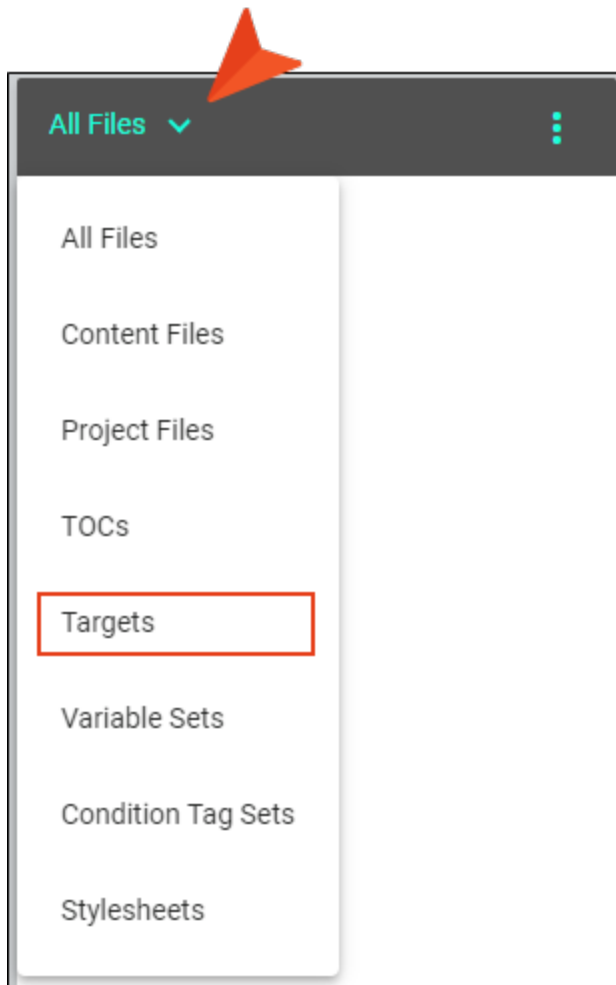 All Files
All Files
Content Files
Project Files
TOCs
Targets
Variable Sets
Condition Tag Sets
Stylesheets